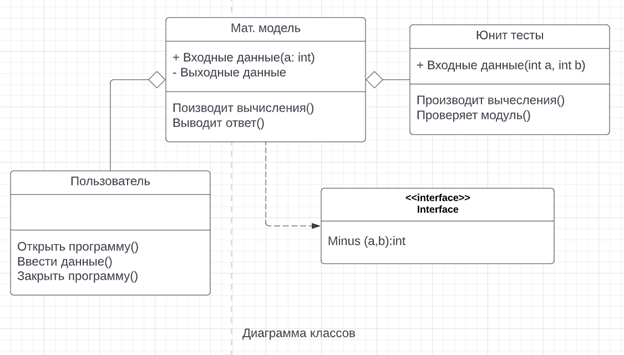 Мат. модель
+ Входные данные(a: int)
- Выходные данные
Поизводит вычисления()
Выводит ответ()
Юнит тесты
+ Входные данные(int a, int b)
Производит вычесления()
Проверяет модуль()
Пользователь
Открыть программу()
Ввести данные()
Закрыть программу()
<<interface>>
Interface
Minus (a,b):int
Диаграмма классов